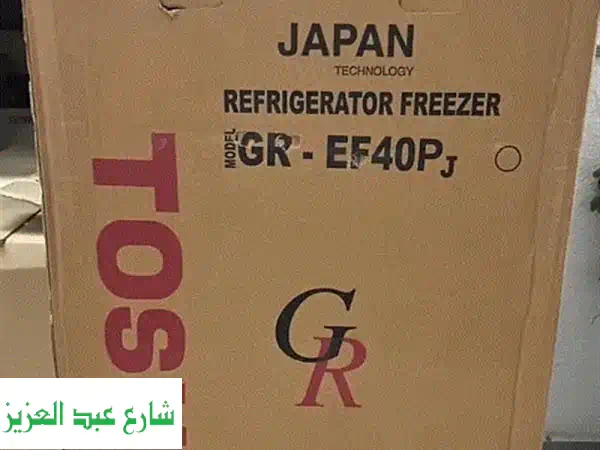 JAPAN
TECHNOLOGY
REFRIGERATOR FREEZER
MODEL GR - EF40PJ
TOS
GR
شارع عبد العزيز